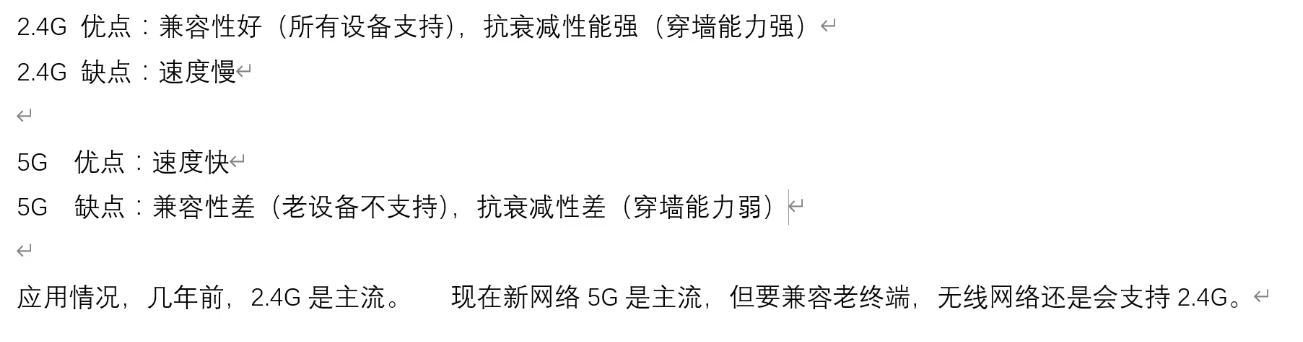 2.4G 优点：兼容性好（所有设备支持），抗衰减性能强（穿墙能力强）
2.4G 缺点：速度慢
5G 优点：速度快
5G 缺点：兼容性差（老设备不支持），抗衰减性差（穿墙能力弱）
应用情况，几年前，2.4G 是主流。 现在新网络 5G 是主流，但要兼容老终端，无线网络还是会支持 2.4G。